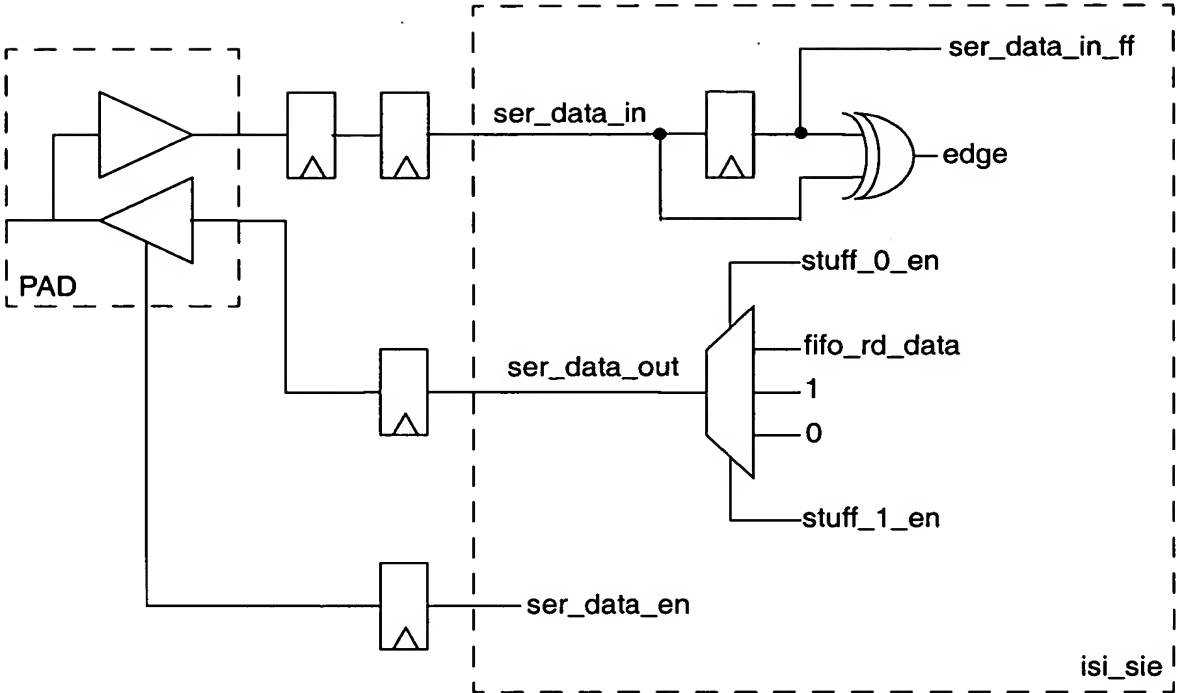 ser_data_in_ff
ser_data_in
edge
stuff_0_en
PAD
fifo_rd_data
ser_data_out
1
0
stuff_1_en
ser_data_en
isi_sie